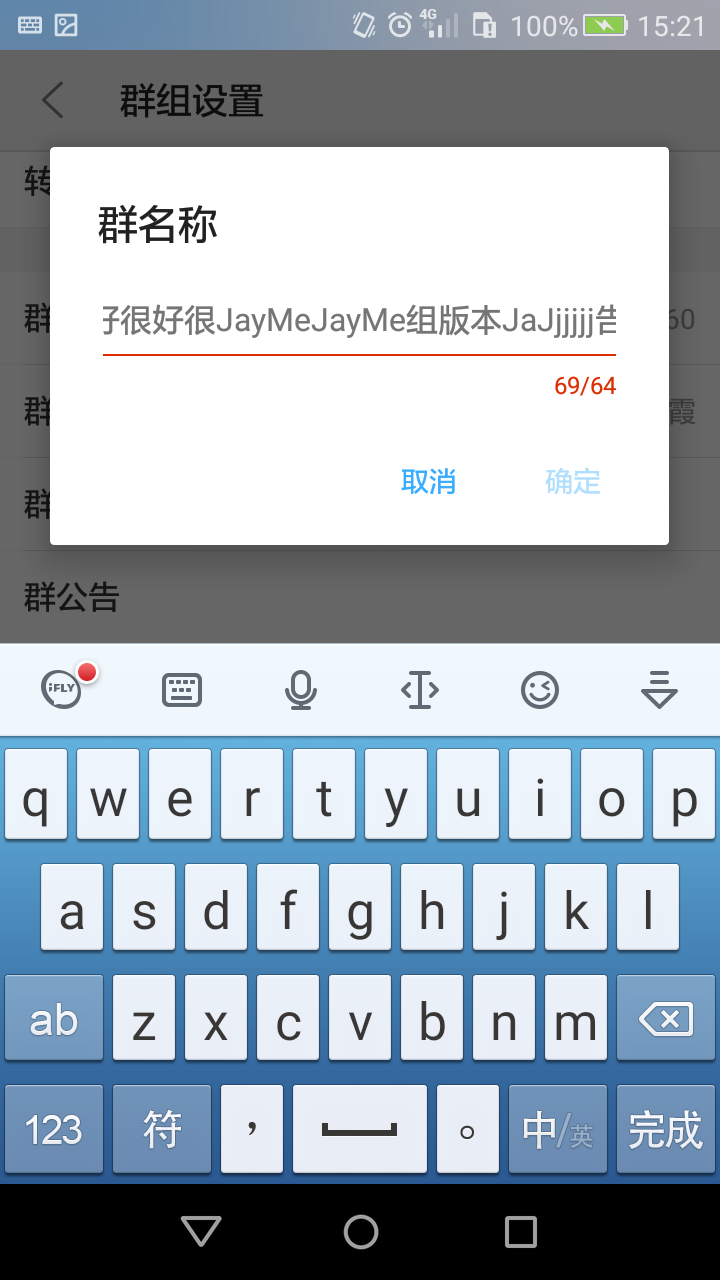 4G
100% 15:21
群组设置
转
群名称
好很好很JayMeJayMe组版本JaJjjjjj告
群 60
69/64
群 霞
取消 确定
群
群公告
iFLY
q w e r t y u i o p
a s d f g h j k l
ab z x c v b n m
123 符 ， 。 中/英 完成